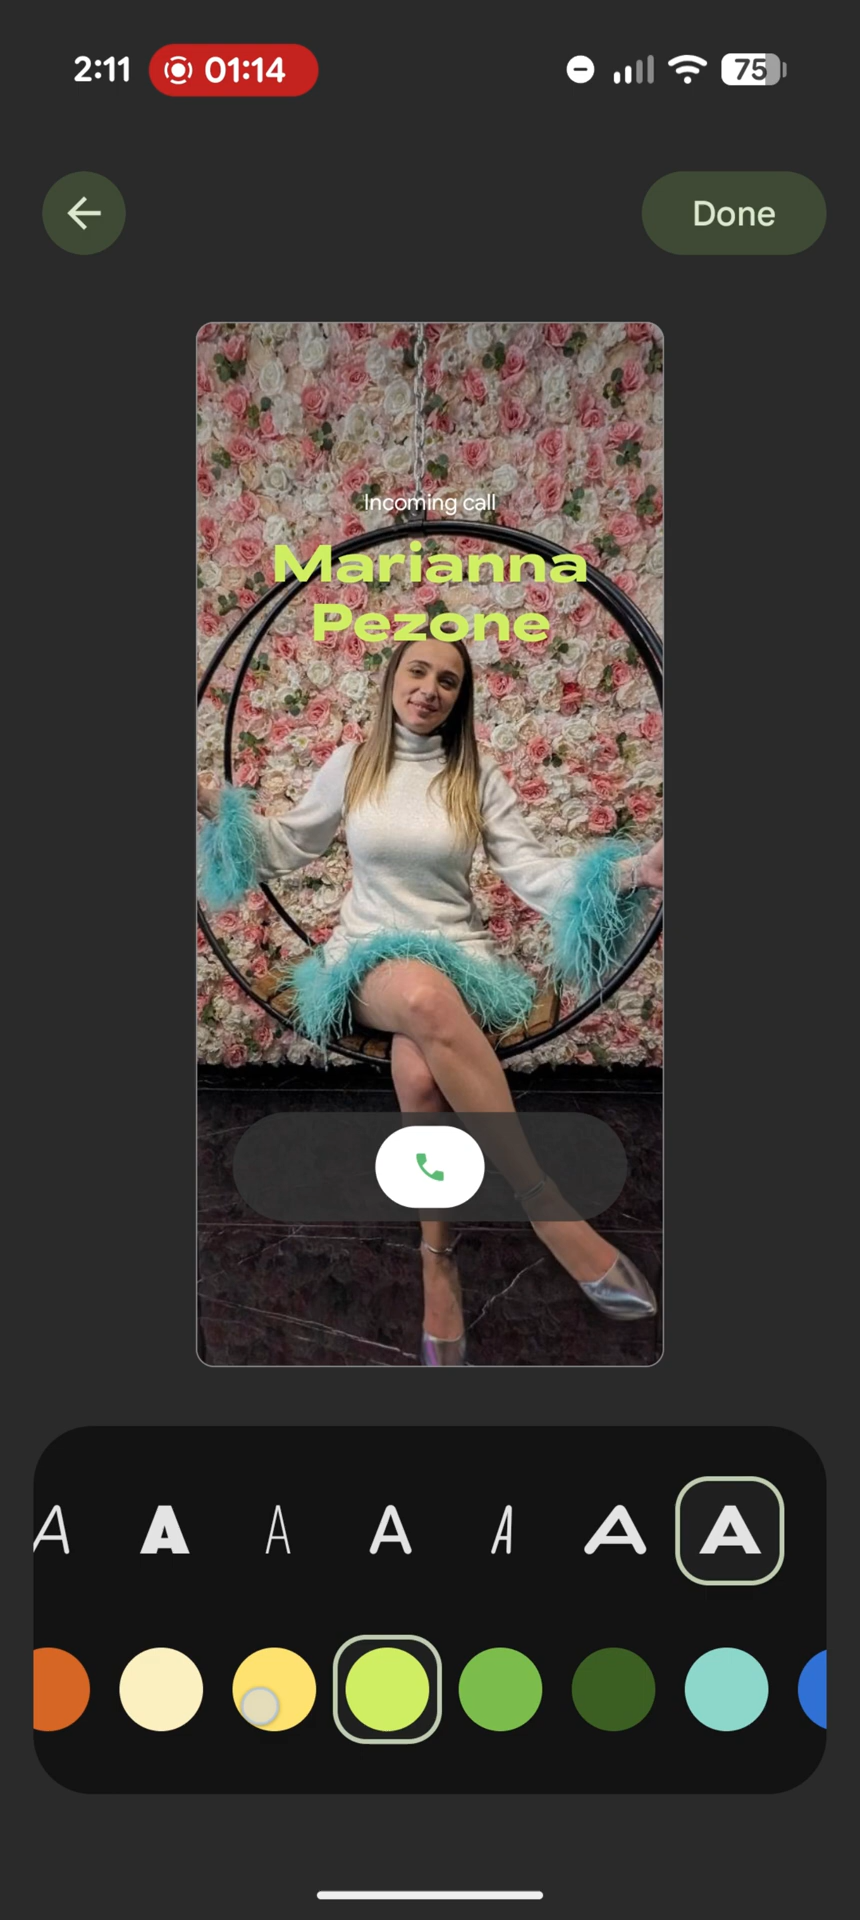 2:11
01:14
75
Done
Incoming call
Marianna
Pezone
A A A A A A A